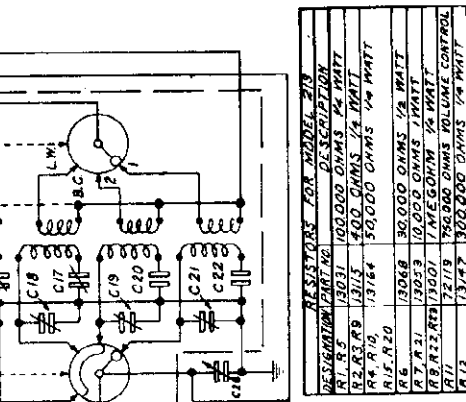 L.W.
B.C.
2
1
C18
C17
C19
C20
C21
C22
RESISTORS FOR MODEL 213
DESIGNATION PART NO. DESCRIPTION
R1, R5 13031 100,000 OHMS 1/4 WATT
R2, R3, R9 13115 400 OHMS 1/4 WATT
R4, R10, 13164 50,000 OHMS 1/4 WATT
R15, R20
R6 13068 30,000 OHMS 1/2 WATT
R7, R21 13053 10,000 OHMS 1 WATT
R8, R22, R23 13001 1 MEGOHM 1/4 WATT
R11 72119 750,000 OHMS VOLUME CONTROL
R12 13147 300,000 OHMS 1/4 WATT